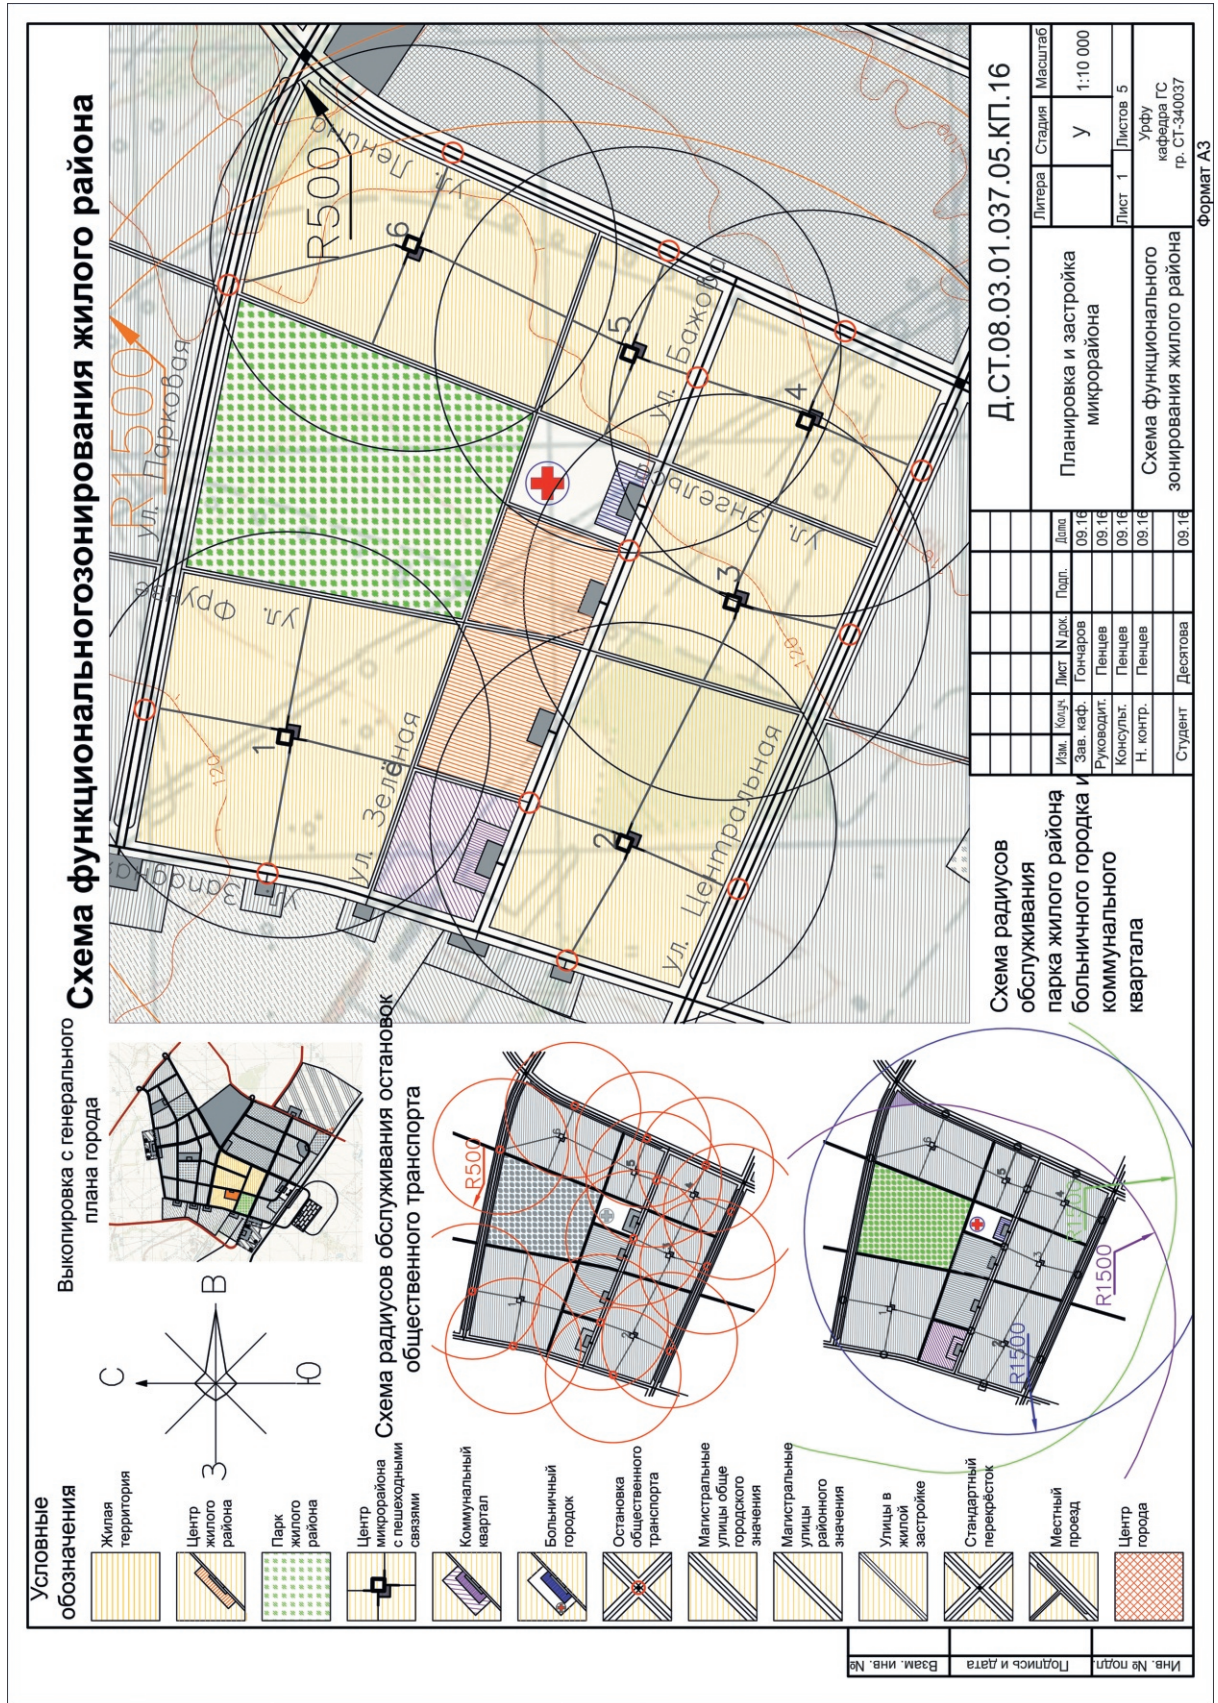 Схема функциональногозонирования жилого района
Выкопировка с генерального
плана города
С
В
Ю
З
Схема радиусов обслуживания остановок
общественного транспорта
R500
R1500
R500
ул. Парковая
ул. Ленина
ул. Фрунзе
ул. Западная
ул. Зелёная
ул. Бажова
ул. Энгельса
ул. Центральная
1
2
3
4
5
6
120
120
Схема радиусов
обслуживания
парка жилого района,
больничного городка и
коммунального
квартала
R1500
R1500
R1500
Условные
обозначения
Жилая
территория
Центр
жилого
района
Парк
жилого
района
Центр
микрорайона
с пешеходными
связями
Коммунальный
квартал
Больничный
городок
Остановка
общественного
транспорта
Магистральные
улицы обще
городского
значения
Магистральные
улицы
районного
значения
Улицы в
жилой
застройке
Стандартный
перекрёсток
Местный
проезд
Центр
города
Д.СТ.08.03.01.037.05.КП.16
Изм. Колуч. Лист N док. Подп. Дата
Зав. каф. Гончаров 09.16
Руководит. Пенцев 09.16
Консульт. Пенцев 09.16
Н. контр. Пенцев 09.16
Студент Десятова 09.16
Планировка и застройка
микрорайона
Схема функционального
зонирования жилого района
Литера Стадия Масштаб
У 1:10 000
Лист 1 Листов 5
Урфу
кафедра ГС
гр. СТ-340037
Формат А3
Взам. инв. №
Подпись и дата
Инв. № подп.